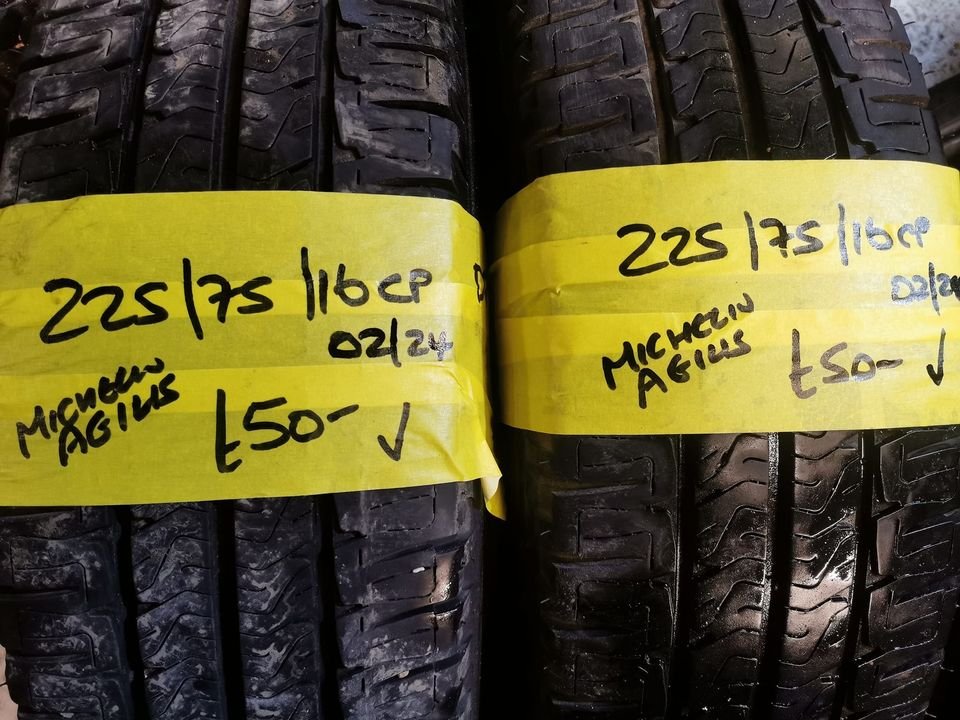 225/75/16CP
02/24
MICHELIN
AGILIS
£50-
225/75/16CP
MICHELIN
AGILIS
£50-